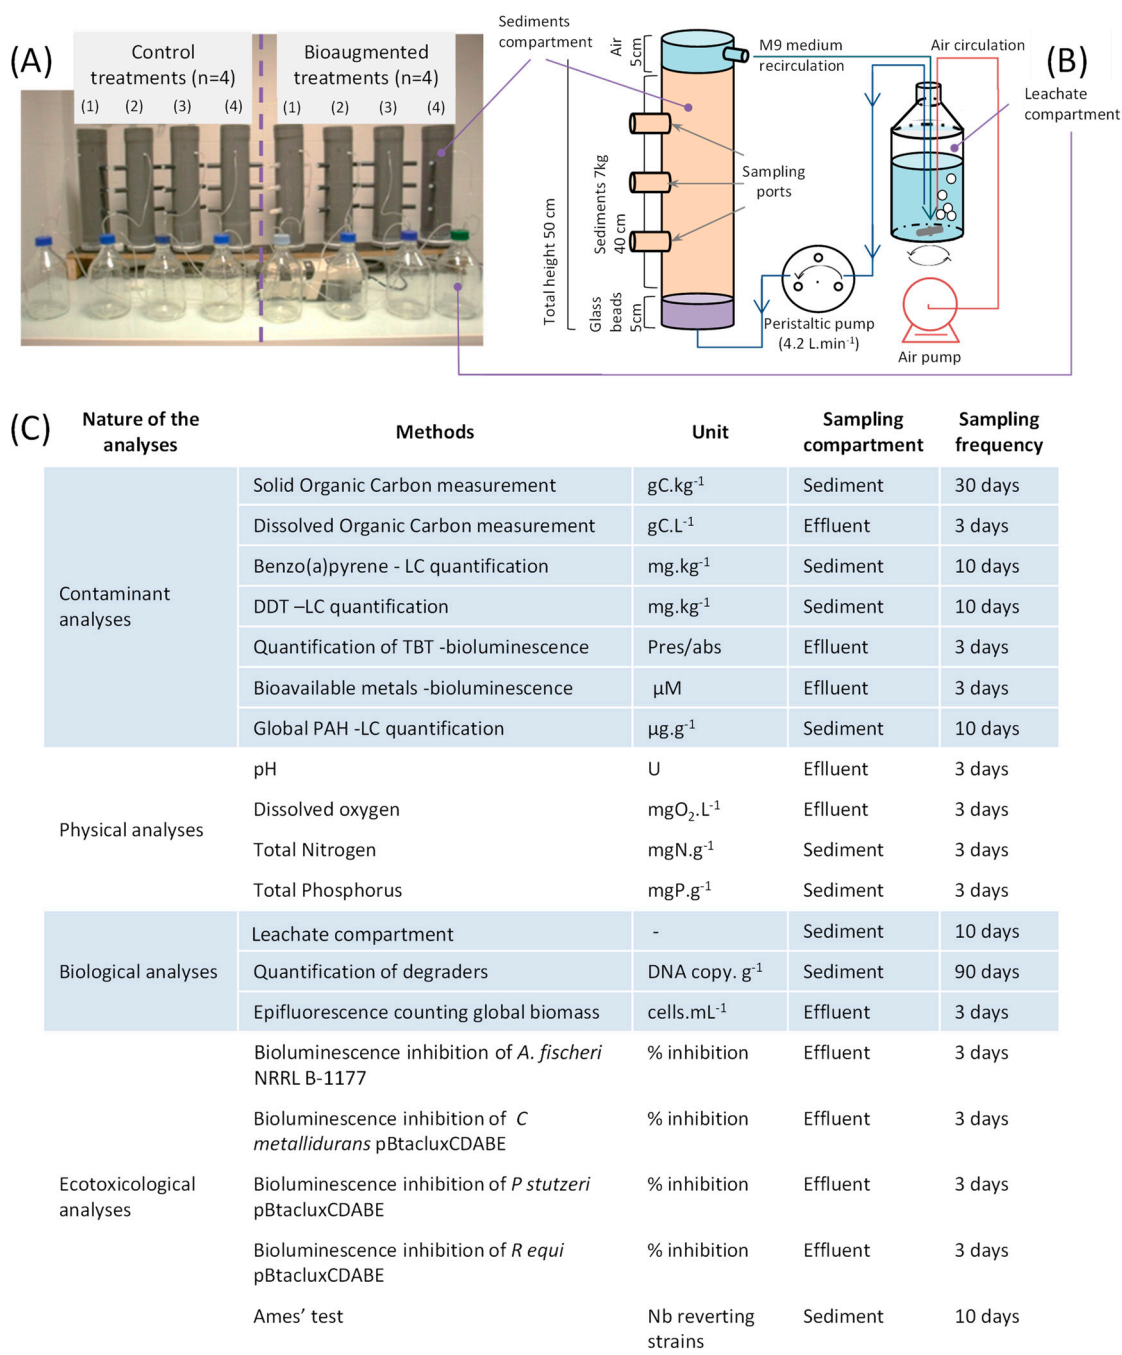 (A)
Control
treatments (n=4)
Bioaugmented
treatments (n=4)
(1) (2) (3) (4) (1) (2) (3) (4)
Sediments
compartment
(B)
Air
5cm
M9 medium
recirculation
Air circulation
Leachate
compartment
Sampling
ports
Total height 50 cm
Sediments 7kg
40 cm
Glass
beads
5cm
Peristaltic pump
(4.2 L.min⁻¹)
Air pump
(C)
Nature of the
analyses
Methods
Unit
Sampling
compartment
Sampling
frequency
Contaminant
analyses
Solid Organic Carbon measurement gC.kg⁻¹ Sediment 30 days
Dissolved Organic Carbon measurement gC.L⁻¹ Effluent 3 days
Benzo(a)pyrene - LC quantification mg.kg⁻¹ Sediment 10 days
DDT –LC quantification mg.kg⁻¹ Sediment 10 days
Quantification of TBT -bioluminescence Pres/abs Efluent 3 days
Bioavailable metals -bioluminescence µM Efluent 3 days
Global PAH -LC quantification µg.g⁻¹ Sediment 10 days
Physical analyses
pH U Eflluent 3 days
Dissolved oxygen mgO₂.L⁻¹ Eflluent 3 days
Total Nitrogen mgN.g⁻¹ Sediment 3 days
Total Phosphorus mgP.g⁻¹ Sediment 3 days
Biological analyses
Leachate compartment - Sediment 10 days
Quantification of degraders DNA copy. g⁻¹ Sediment 90 days
Epifluorescence counting global biomass cells.mL⁻¹ Effluent 3 days
Ecotoxicological
analyses
Bioluminescence inhibition of A. fischeri % inhibition Effluent 3 days
NRRL B-1177
Bioluminescence inhibition of C % inhibition Effluent 3 days
metallidurans pBtacluxCDABE
Bioluminescence inhibition of P stutzeri % inhibition Effluent 3 days
pBtacluxCDABE
Bioluminescence inhibition of R equi % inhibition Effluent 3 days
pBtacluxCDABE
Ames' test Nb reverting Sediment 10 days
strains